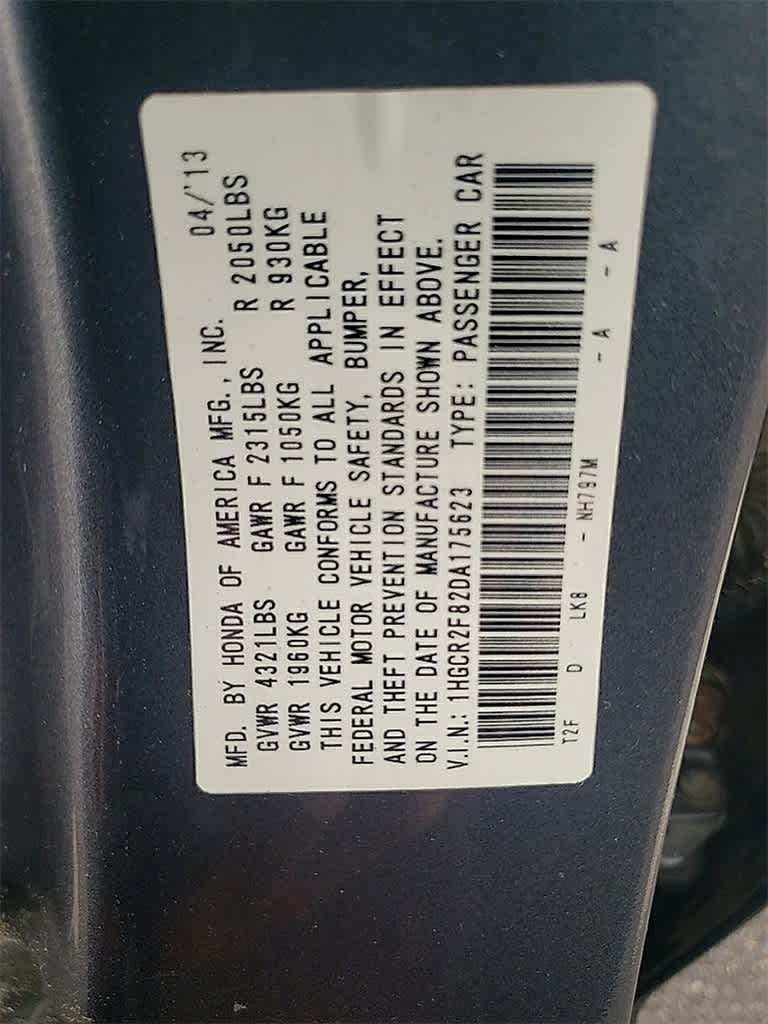 MFD. BY HONDA OF AMERICA MFG., INC. 04/'13
GVWR 4321LBS GAWR F 2315LBS R 2050LBS
GVWR 1960KG GAWR F 1050KG R 930KG
THIS VEHICLE CONFORMS TO ALL APPLICABLE
FEDERAL MOTOR VEHICLE SAFETY, BUMPER,
AND THEFT PREVENTION STANDARDS IN EFFECT
ON THE DATE OF MANUFACTURE SHOWN ABOVE.
V.I.N.: 1HGCR2F82DA175623 TYPE: PASSENGER CAR
T2F D LK8 - NH797M - A - A